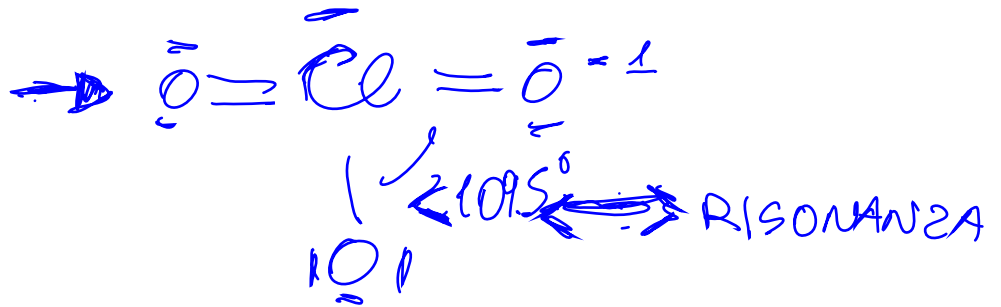 O = Cl = O - 1
< 109.5° RISONANZA
O